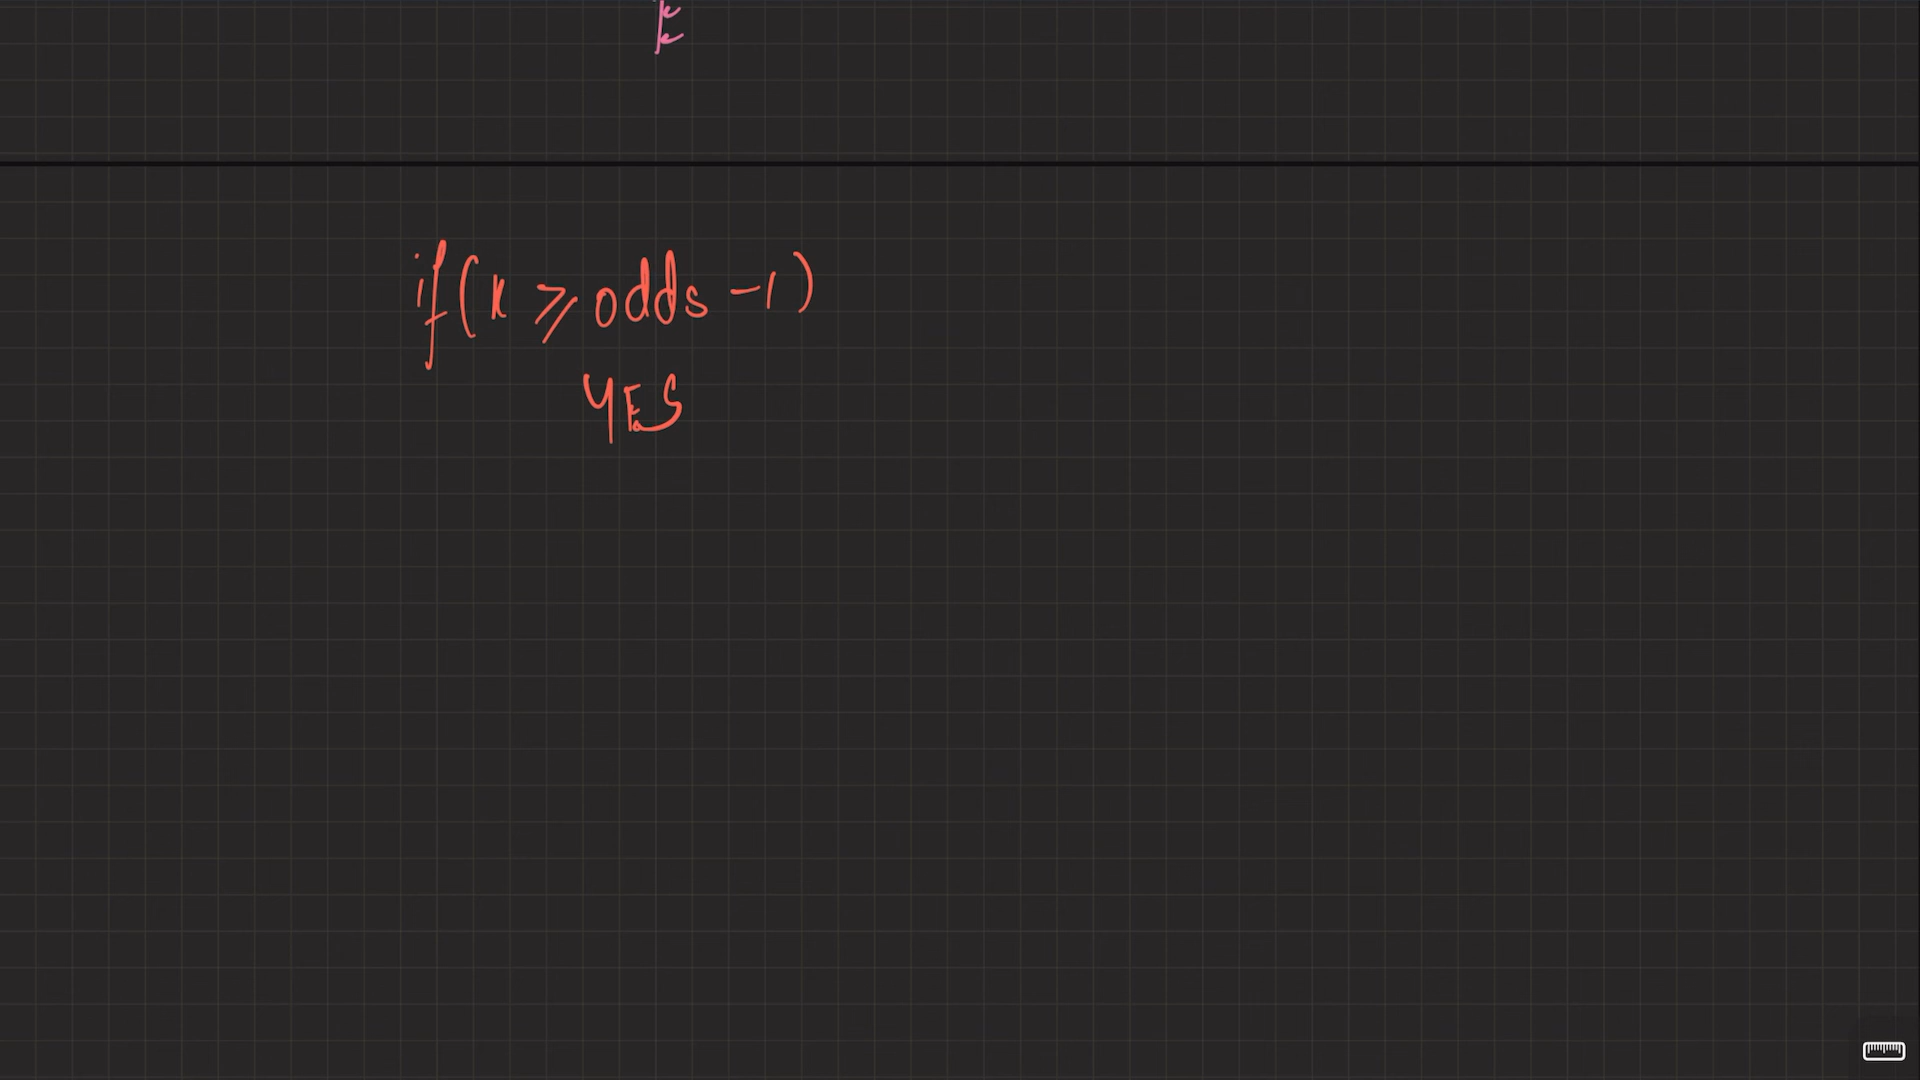 if(k ≥ odds -1)
YES